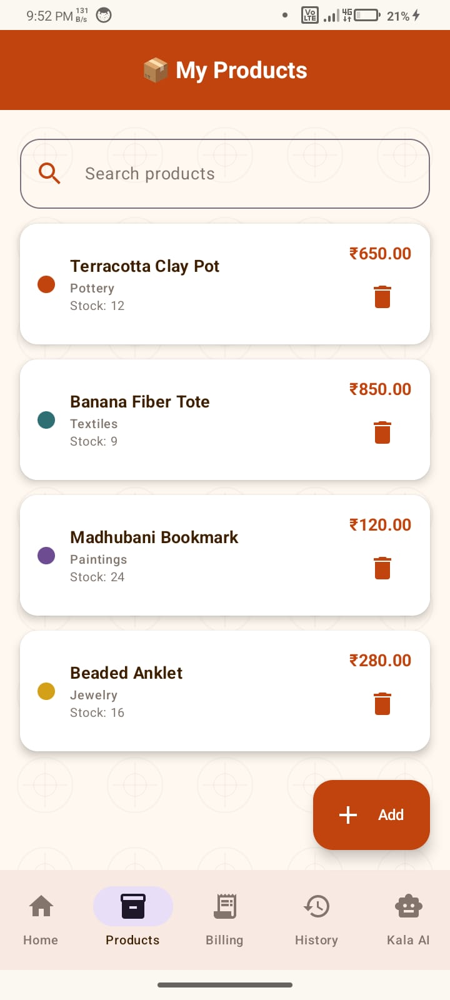 9:52 PM 131 B/s Vo LTE 4G 21%
📦 My Products
Search products
Terracotta Clay Pot
₹650.00
Pottery
Stock: 12
Banana Fiber Tote
₹850.00
Textiles
Stock: 9
Madhubani Bookmark
₹120.00
Paintings
Stock: 24
Beaded Anklet
₹280.00
Jewelry
Stock: 16
+ Add
Home Products Billing History Kala AI